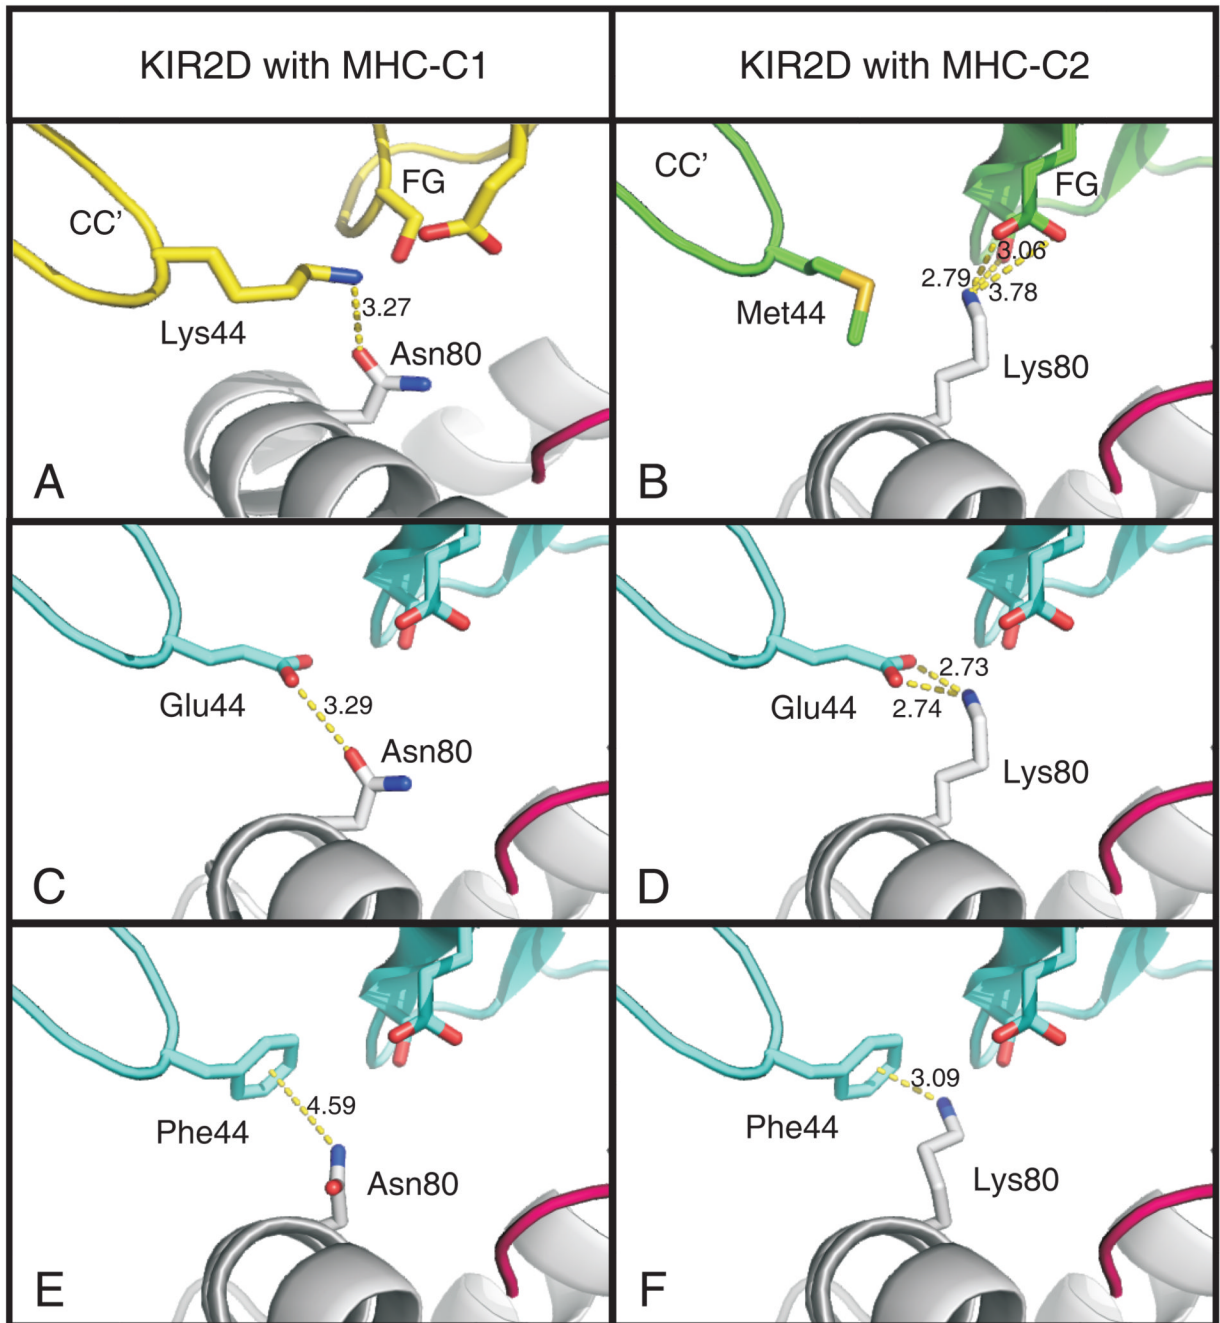 KIR2D with MHC-C1
KIR2D with MHC-C2
CC'
FG
3.27
Lys44
Asn80
A
CC'
FG
3.06
2.79
3.78
Met44
Lys80
B
Glu44
3.29
Asn80
C
2.73
Glu44
2.74
Lys80
D
4.59
Phe44
Asn80
E
3.09
Phe44
Lys80
F